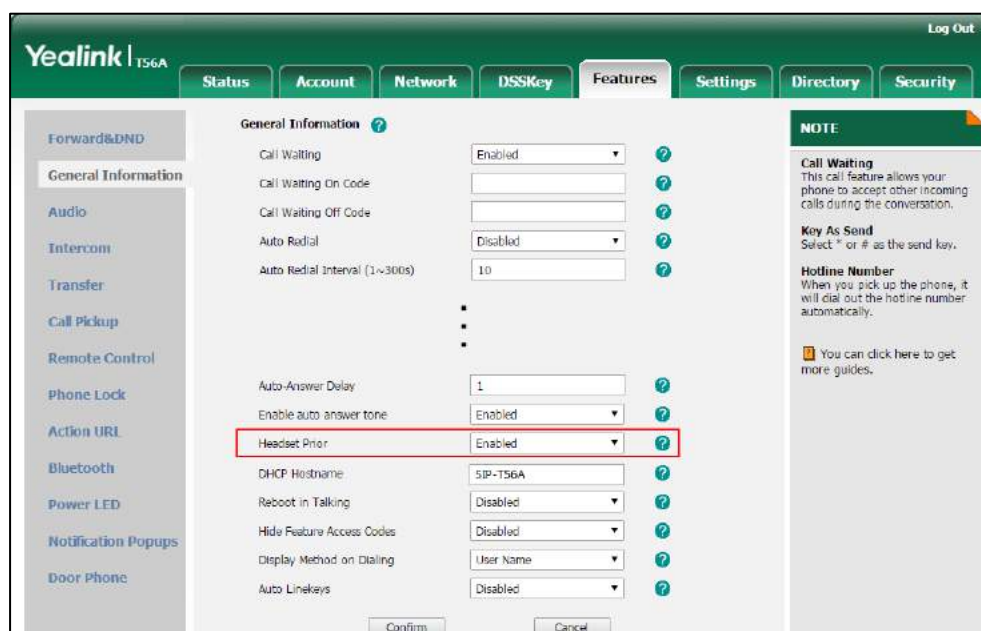 Log Out
Yealink T56A
Status Account Network DSSKey Features Settings Directory Security
Forward&DND
General Information
Audio
Intercom
Transfer
Call Pickup
Remote Control
Phone Lock
Action URL
Bluetooth
Power LED
Notification Popups
Door Phone
General Information ?
Call Waiting Enabled ?
Call Waiting On Code ?
Call Waiting Off Code ?
Auto Redial Disabled ?
Auto Redial Interval (1~300s) 10 ?
Auto-Answer Delay 1 ?
Enable auto answer tone Enabled ?
Headset Prior Enabled ?
DHCP Hostname SIP-T56A ?
Reboot in Talking Disabled ?
Hide Feature Access Codes Disabled ?
Display Method on Dialing User Name ?
Auto Linekeys Disabled ?
Confirm Cancel
NOTE
Call Waiting
This call feature allows your
phone to accept other incoming
calls during the conversation.
Key As Send
Select * or # as the send key.
Hotline Number
When you pick up the phone, it
will dial out the hotline number
automatically.
? You can click here to get
more guides.